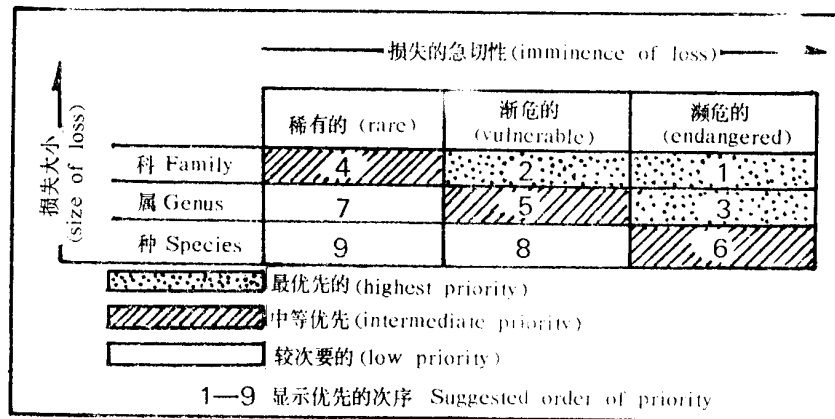 损失的急切性(imminence of loss)
损失大小
(size of loss)
稀有的 (rare)
渐危的
(vulnerable)
濒危的
(endangered)
科 Family 4 2 1
属 Genus 7 5 3
种 Species 9 8 6
最优先的(highest priority)
中等优先(intermediate priority)
较次要的(low priority)
1—9 显示优先的次序 Suggested order of priority